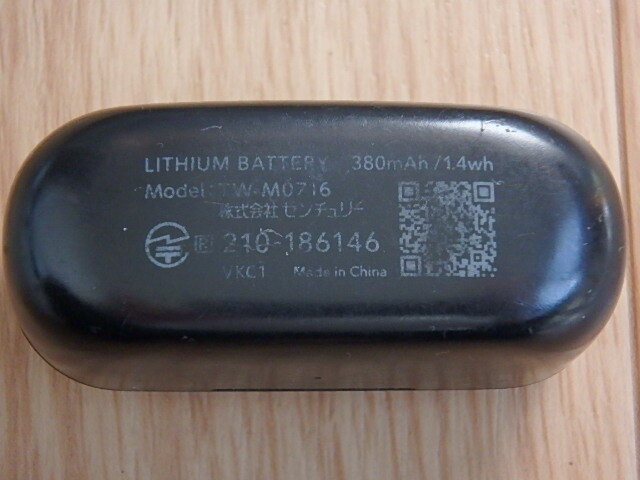 LITHIUM BATTERY 380mAh/1.4wh
Model: TW-M0716
株式会社センチュリー
R 210-186146
VKC1 Made in China